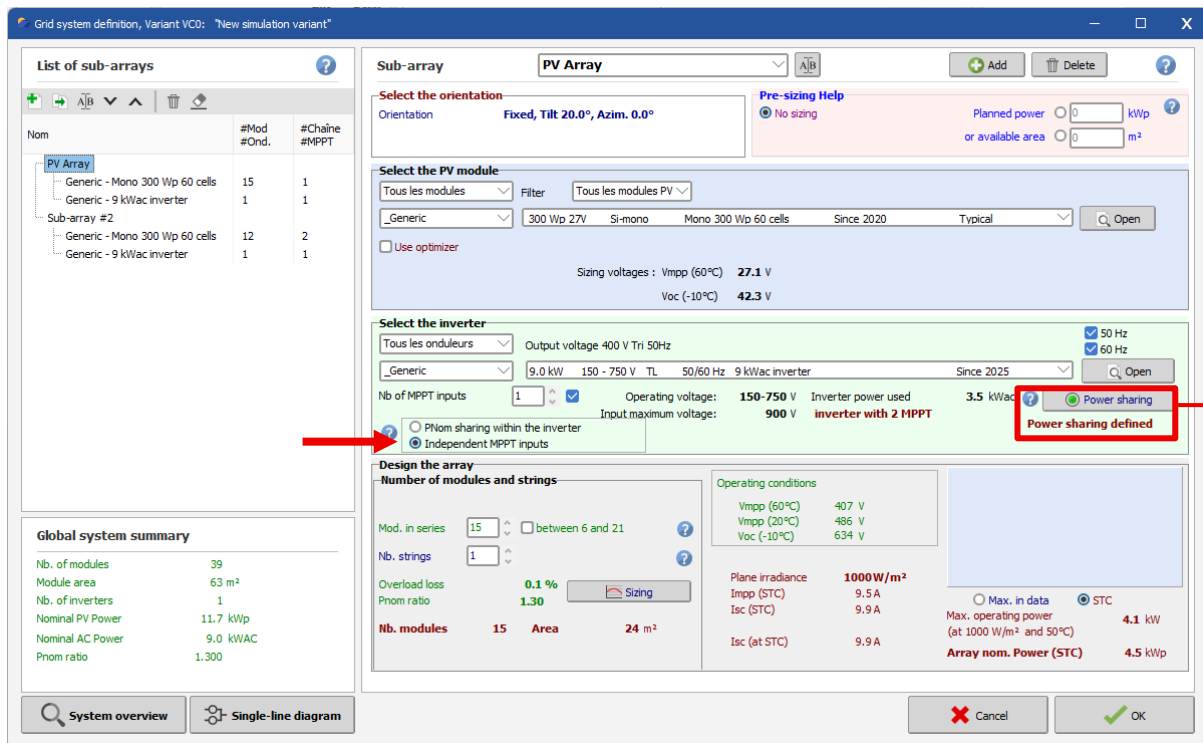 Grid system definition, Variant VC0: "New simulation variant"
List of sub-arrays
Nom
#Mod #Ond.
#Chaîne #MPPT
PV Array
Generic - Mono 300 Wp 60 cells 15 1
Generic - 9 kWac inverter 1 1
Sub-array #2
Generic - Mono 300 Wp 60 cells 12 2
Generic - 9 kWac inverter 1 1
Global system summary
Nb. of modules 39
Module area 63 m²
Nb. of inverters 1
Nominal PV Power 11.7 kWp
Nominal AC Power 9.0 kWAC
Pnom ratio 1.300
System overview
Single-line diagram
Sub-array PV Array A|B Add Delete
Select the orientation
Orientation Fixed, Tilt 20.0°, Azim. 0.0°
Pre-sizing Help
No sizing Planned power 0 kWp
or available area 0 m²
Select the PV module
Tous les modules Filter Tous les modules PV
_Generic 300 Wp 27V Si-mono Mono 300 Wp 60 cells Since 2020 Typical Open
Use optimizer
Sizing voltages : Vmpp (60°C) 27.1 V
Voc (-10°C) 42.3 V
Select the inverter
Tous les onduleurs Output voltage 400 V Tri 50Hz
50 Hz
60 Hz
_Generic 9.0 kW 150 - 750 V TL 50/60 Hz 9 kWac inverter Since 2025 Open
Nb of MPPT inputs 1 Operating voltage: 150-750 V Inverter power used 3.5 kWac Power sharing
Input maximum voltage: 900 V inverter with 2 MPPT
Power sharing defined
PNom sharing within the inverter
Independent MPPT inputs
Design the array
Number of modules and strings
Mod. in series 15 between 6 and 21
Nb. strings 1
Overload loss 0.1 %
Pnom ratio 1.30
Sizing
Nb. modules 15 Area 24 m²
Operating conditions
Vmpp (60°C) 407 V
Vmpp (20°C) 486 V
Voc (-10°C) 634 V
Plane irradiance 1000 W/m²
Impp (STC) 9.5 A
Isc (STC) 9.9 A
Isc (at STC) 9.9 A
Max. in data STC
Max. operating power 4.1 kW
(at 1000 W/m² and 50°C)
Array nom. Power (STC) 4.5 kWp
Cancel
OK